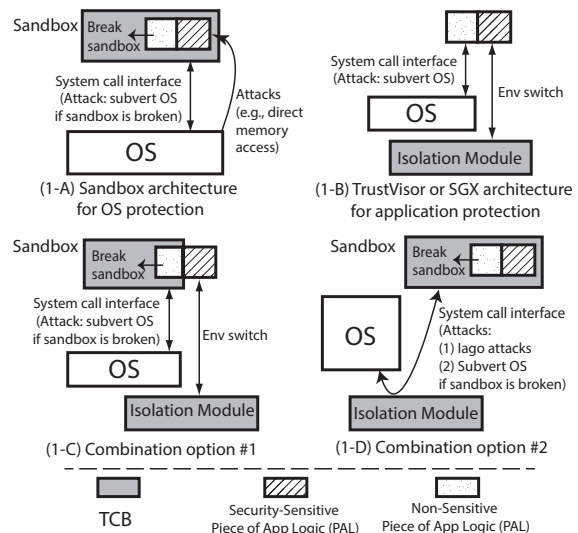 Sandbox
Break
sandbox
System call interface
(Attack: subvert OS
if sandbox is broken)
Attacks
(e.g., direct
memory
access)
OS
(1-A) Sandbox architecture
for OS protection
System call interface
(Attack: subvert OS)
Env switch
OS
Isolation Module
(1-B) TrustVisor or SGX architecture
for application protection
Sandbox
Break
sandbox
System call interface
(Attack: subvert OS
if sandbox is broken)
Env switch
OS
Isolation Module
(1-C) Combination option #1
Sandbox
Break
sandbox
OS
System call interface
(Attacks:
(1) Iago attacks
(2) Subvert OS
if sandbox is broken)
Isolation Module
(1-D) Combination option #2
TCB
Security-Sensitive
Piece of App Logic (PAL)
Non-Sensitive
Piece of App Logic (PAL)